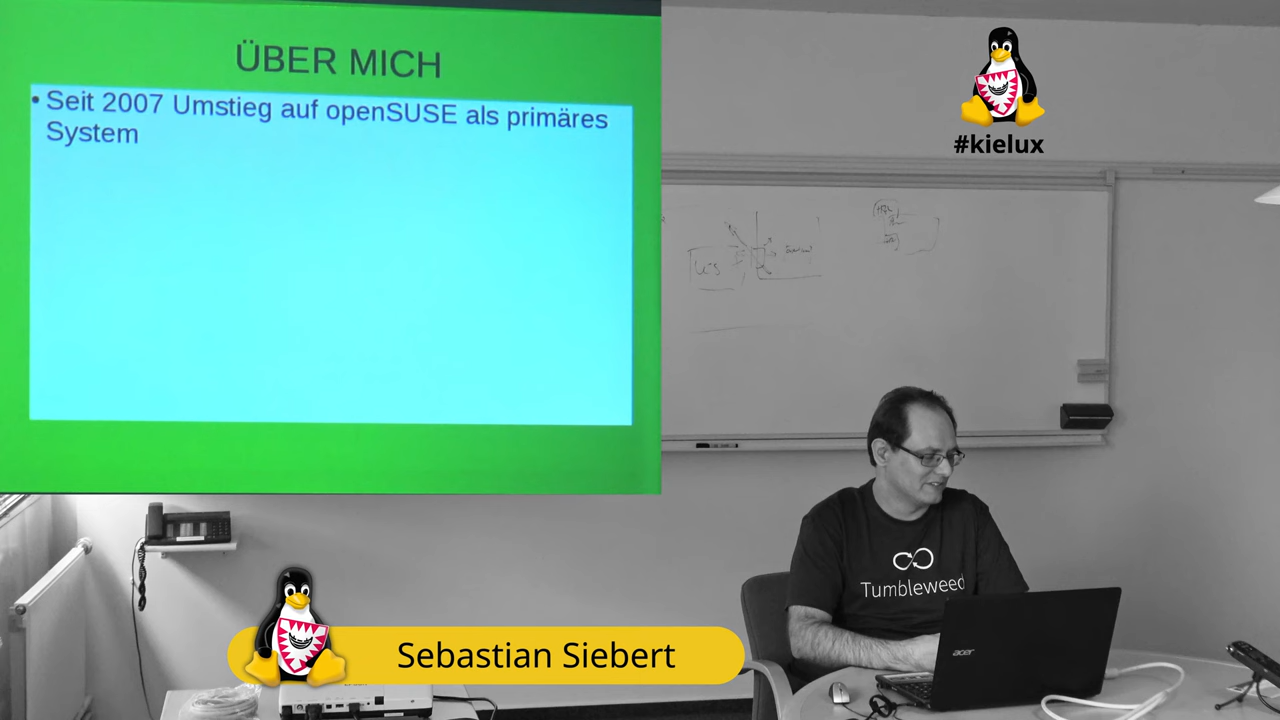 ÜBER MICH
• Seit 2007 Umstieg auf openSUSE als primäres
System
#kielux
Tumbleweed
acer
Sebastian Siebert